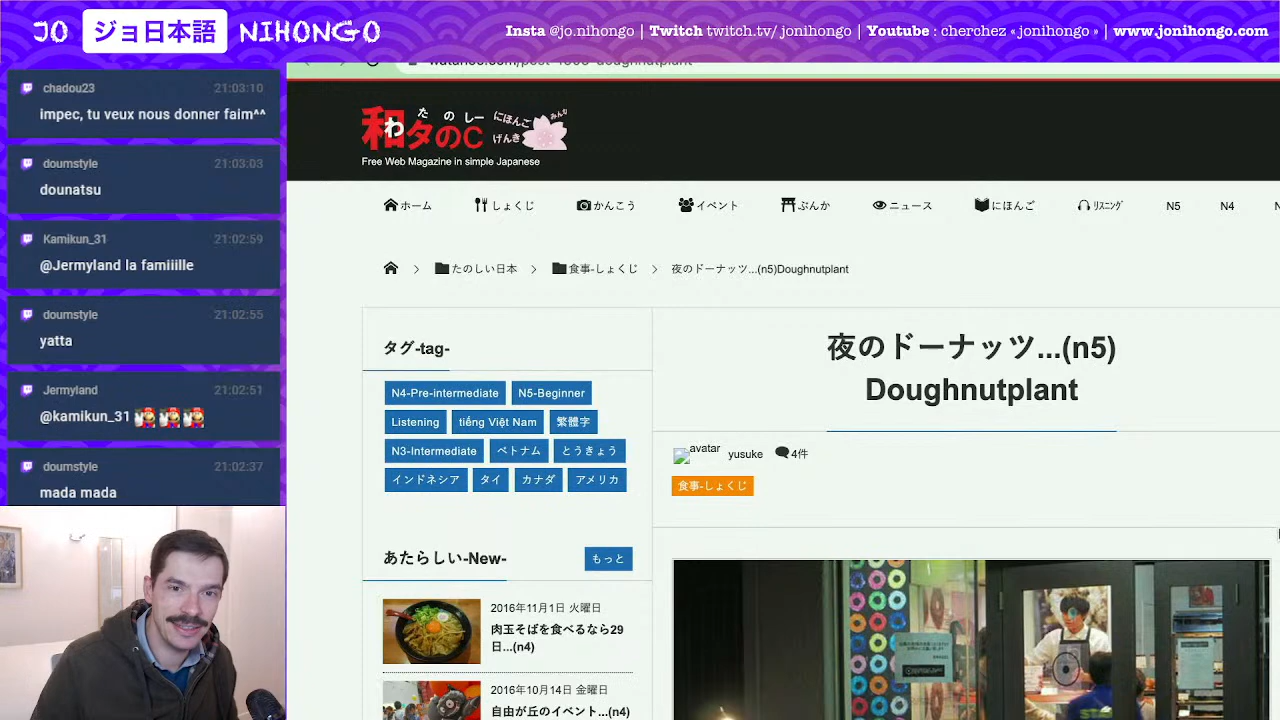 JO ジョ日本語 NIHONGO
Insta @jo.nihongo | Twitch twitch.tv/ jonihongo | Youtube : cherchez « jonihongo » | www.jonihongo.com
chadou23 21:03:10
impec, tu veux nous donner faim^^
doumstyle 21:03:03
dounatsu
Kamikun_31 21:02:59
@Jermyland la famiiille
doumstyle 21:02:55
yatta
Jermyland 21:02:51
@kamikun_31
doumstyle 21:02:37
mada mada
和タのC わ た の しー にほんご げんき みんな
Free Web Magazine in simple Japanese
ホーム しょくじ かんこう イベント ぶんか ニュース にほんご リスニング N5 N4
たのしい日本 食事-しょくじ 夜のドーナッツ...(n5)Doughnutplant
タグ-tag-
N4-Pre-intermediate N5-Beginner
Listening tiếng Việt Nam 繁體字
N3-Intermediate ベトナム とうきょう
インドネシア タイ カナダ アメリカ
あたらしい-New- もっと
2016年11月1日 火曜日
肉玉そばを食べるなら29
日...(n4)
2016年10月14日 金曜日
自由が丘のイベント...(n4)
夜のドーナッツ...(n5)
Doughnutplant
avatar yusuke 4件
食事-しょくじ